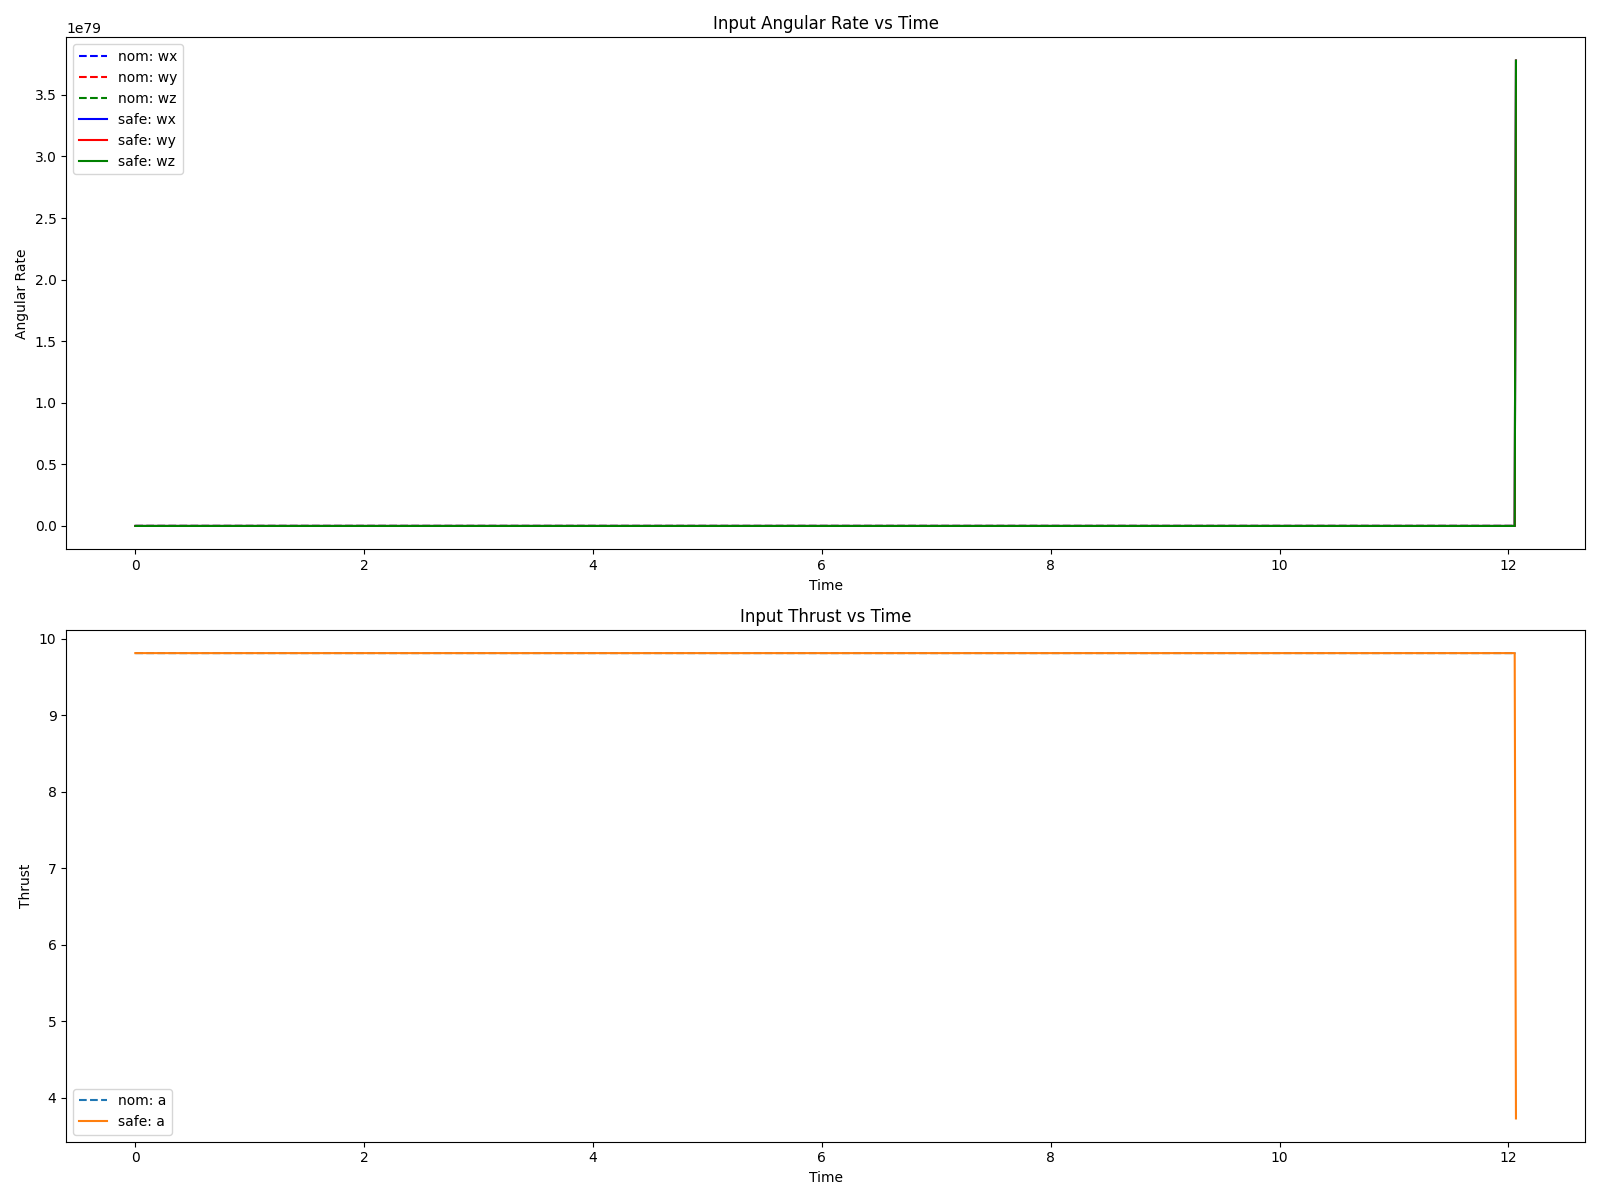 Input Angular Rate vs Time
1e79
nom: wx
nom: wy
nom: wz
safe: wx
safe: wy
safe: wz
3.5
3.0
2.5
2.0
1.5
1.0
0.5
0.0
Angular Rate
0 2 4 6 8 10 12
Time
Input Thrust vs Time
10
9
8
7
6
5
4
Thrust
nom: a
safe: a
0 2 4 6 8 10 12
Time